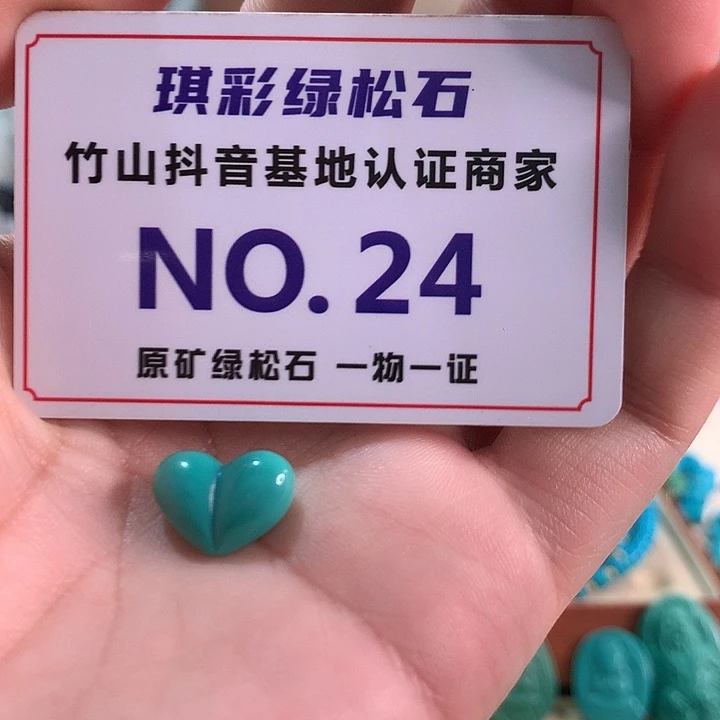 琪彩绿松石
竹山抖音基地认证商家
NO.24
原矿绿松石 一物一证